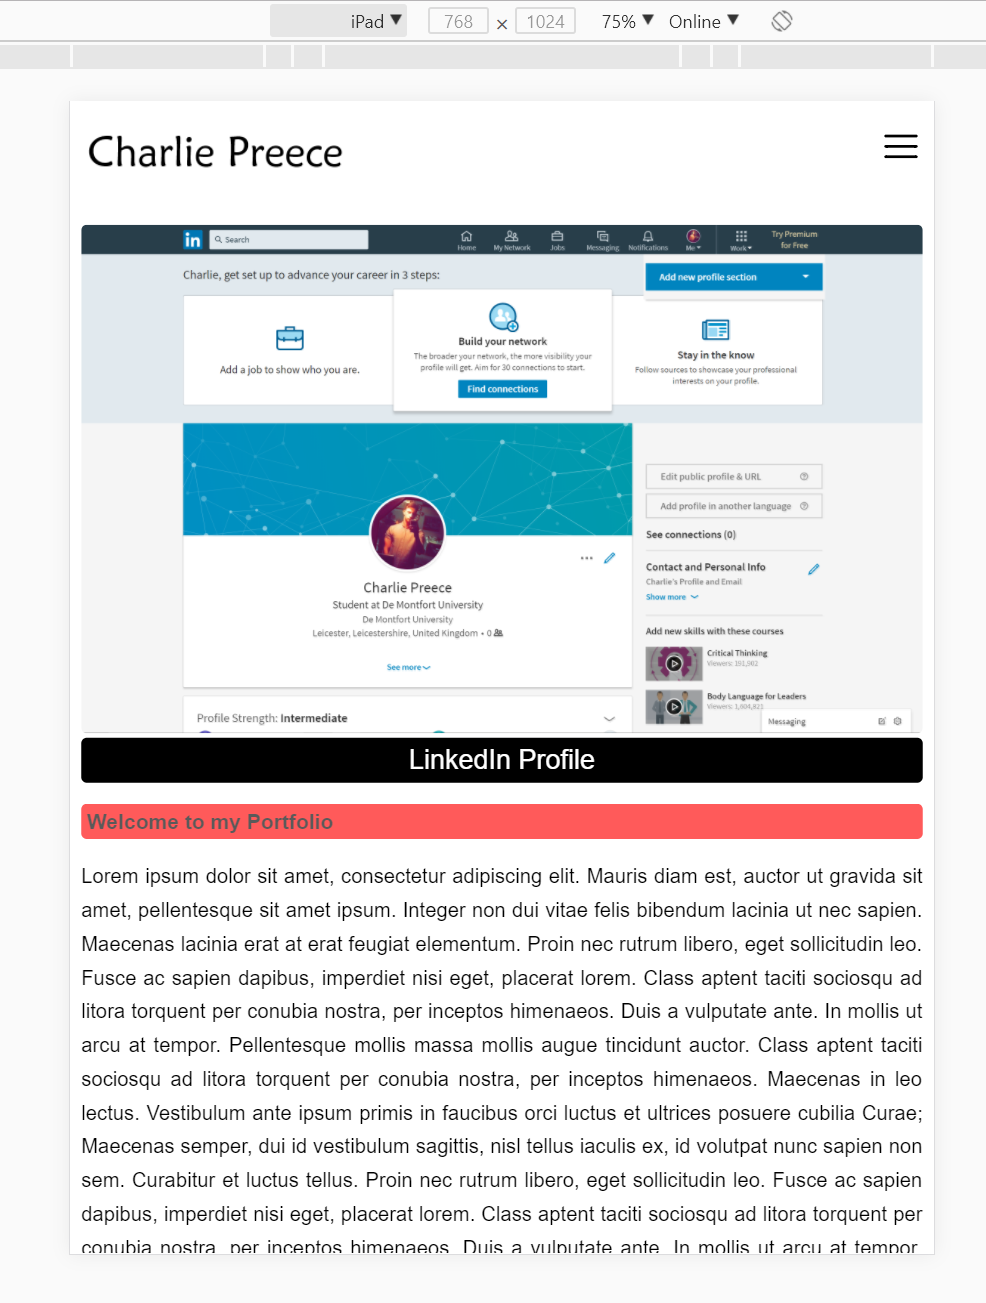 iPad ▼ 768 × 1024 75% ▼ Online ▼
Charlie Preece
in Search Home My Network Jobs Messaging Notifications Me Work Try Premium for Free
Charlie, get set up to advance your career in 3 steps:
Add new profile section
Add a job to show who you are.
Build your network
The broader your network, the more visibility your
profile will get. Aim for 30 connections to start.
Find connections
Stay in the know
Follow sources to showcase your professional
interests on your profile.
Charlie Preece
Student at De Montfort University
De Montfort University
Leicester, Leicestershire, United Kingdom • 0
See more
Profile Strength: Intermediate
Edit public profile & URL
Add profile in another language
See connections (0)
Contact and Personal Info
Charlie's Profile and Email
Show more
Add new skills with these courses
Critical Thinking
Viewers: 191,902
Body Language for Leaders
Viewers: 1,604,821
Messaging
LinkedIn Profile
Welcome to my Portfolio
Lorem ipsum dolor sit amet, consectetur adipiscing elit. Mauris diam est, auctor ut gravida sit
amet, pellentesque sit amet ipsum. Integer non dui vitae felis bibendum lacinia ut nec sapien.
Maecenas lacinia erat at erat feugiat elementum. Proin nec rutrum libero, eget sollicitudin leo.
Fusce ac sapien dapibus, imperdiet nisi eget, placerat lorem. Class aptent taciti sociosqu ad
litora torquent per conubia nostra, per inceptos himenaeos. Duis a vulputate ante. In mollis ut
arcu at tempor. Pellentesque mollis massa mollis augue tincidunt auctor. Class aptent taciti
sociosqu ad litora torquent per conubia nostra, per inceptos himenaeos. Maecenas in leo
lectus. Vestibulum ante ipsum primis in faucibus orci luctus et ultrices posuere cubilia Curae;
Maecenas semper, dui id vestibulum sagittis, nisl tellus iaculis ex, id volutpat nunc sapien non
sem. Curabitur et luctus tellus. Proin nec rutrum libero, eget sollicitudin leo. Fusce ac sapien
dapibus, imperdiet nisi eget, placerat lorem. Class aptent taciti sociosqu ad litora torquent per
conubia nostra, per inceptos himenaeos. Duis a vulputate ante. In mollis ut arcu at tempor.